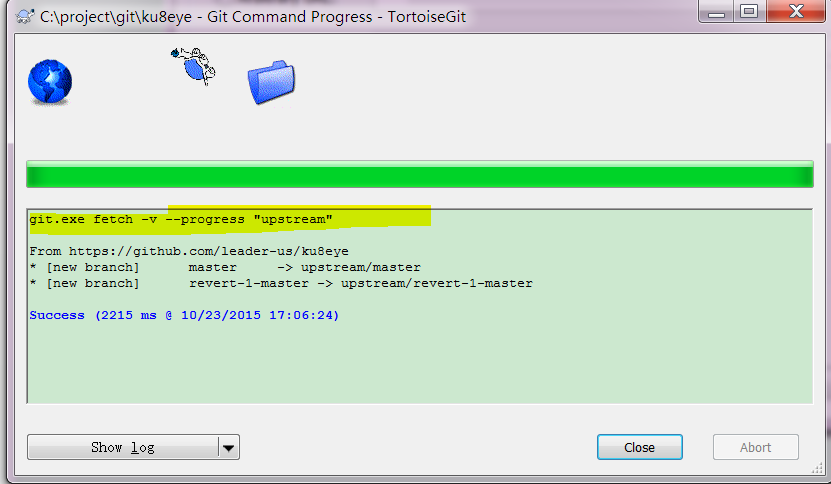 C:\project\git\ku8eye - Git Command Progress - TortoiseGit
git.exe fetch -v --progress "upstream"
From https://github.com/leader-us/ku8eye
* [new branch]      master     -> upstream/master
* [new branch]      revert-1-master -> upstream/revert-1-master
Success (2215 ms @ 10/23/2015 17:06:24)
Show log
Close
Abort